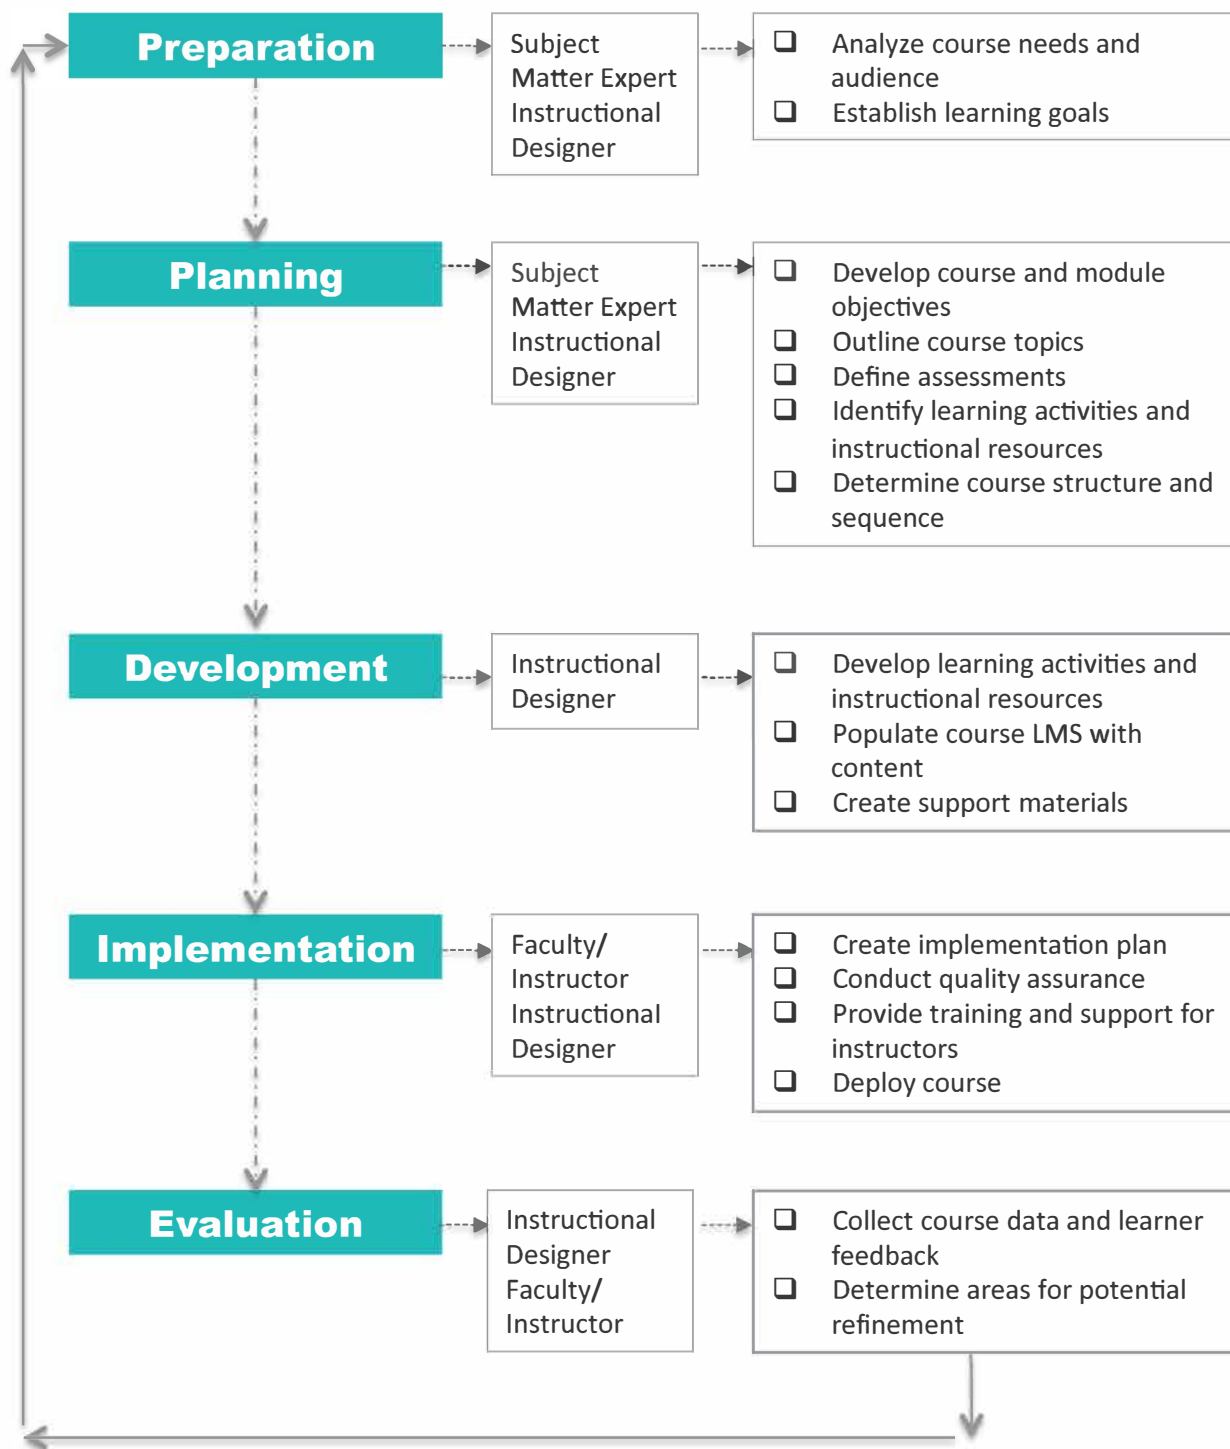 Preparation
Subject
Matter Expert
Instructional
Designer
❑ Analyze course needs and
audience
❑ Establish learning goals
Planning
Subject
Matter Expert
Instructional
Designer
❑ Develop course and module
objectives
❑ Outline course topics
❑ Define assessments
❑ Identify learning activities and
instructional resources
❑ Determine course structure and
sequence
Development
Instructional
Designer
❑ Develop learning activities and
instructional resources
❑ Populate course LMS with
content
❑ Create support materials
Implementation
Faculty/
Instructor
Instructional
Designer
❑ Create implementation plan
❑ Conduct quality assurance
❑ Provide training and support for
instructors
❑ Deploy course
Evaluation
Instructional
Designer
Faculty/
Instructor
❑ Collect course data and learner
feedback
❑ Determine areas for potential
refinement